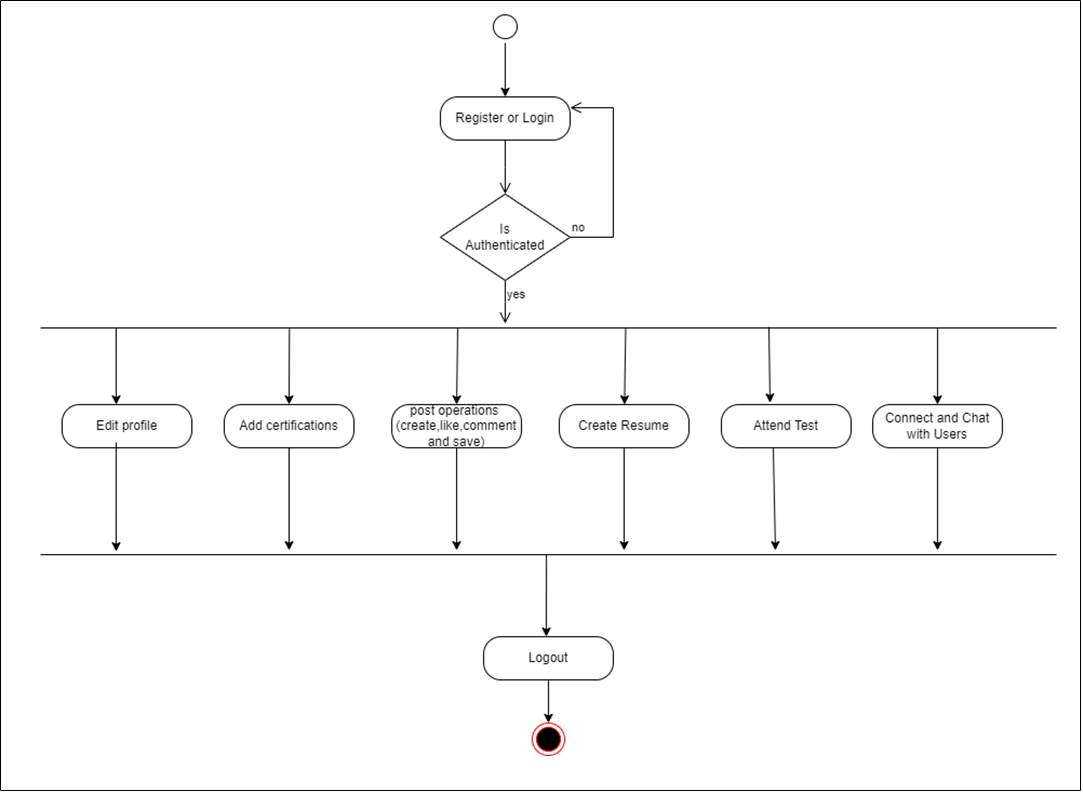 Register or Login
Is
Authenticated
no
yes
Edit profile
Add certifications
post operations
(create,like,comment
and save)
Create Resume
Attend Test
Connect and Chat
with Users
Logout